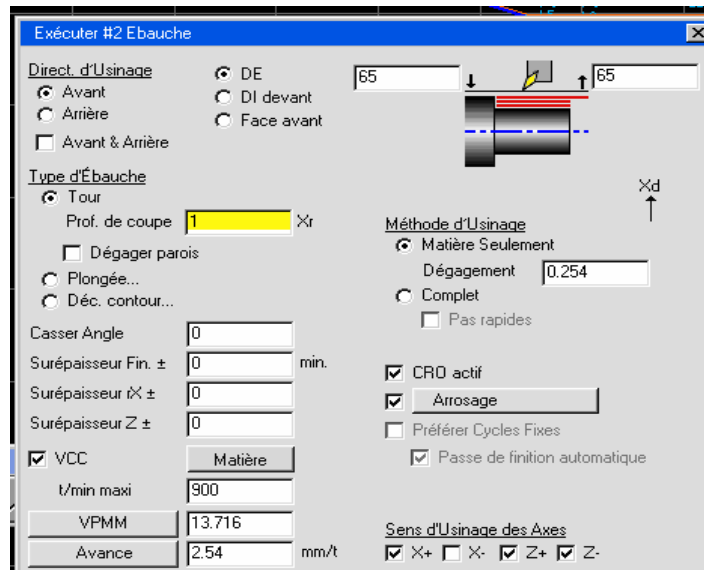 Exécuter #2 Ebauche
Direct. d'Usinage
Avant
Arrière
Avant & Arrière
DE
DI devant
Face avant
65
65
Xd
Type d'Ébauche
Tour
Prof. de coupe 1 Xr
Dégager parois
Plongée...
Déc. contour...
Casser Angle 0
Surépaisseur Fin. ± 0 min.
Surépaisseur rX ± 0
Surépaisseur Z ± 0
VCC Matière
t/min maxi 900
VPMM 13.716
Avance 2.54 mm/t
Méthode d'Usinage
Matière Seulement
Dégagement 0.254
Complet
Pas rapides
CRO actif
Arrosage
Préférer Cycles Fixes
Passe de finition automatique
Sens d'Usinage des Axes
X+ X- Z+ Z-